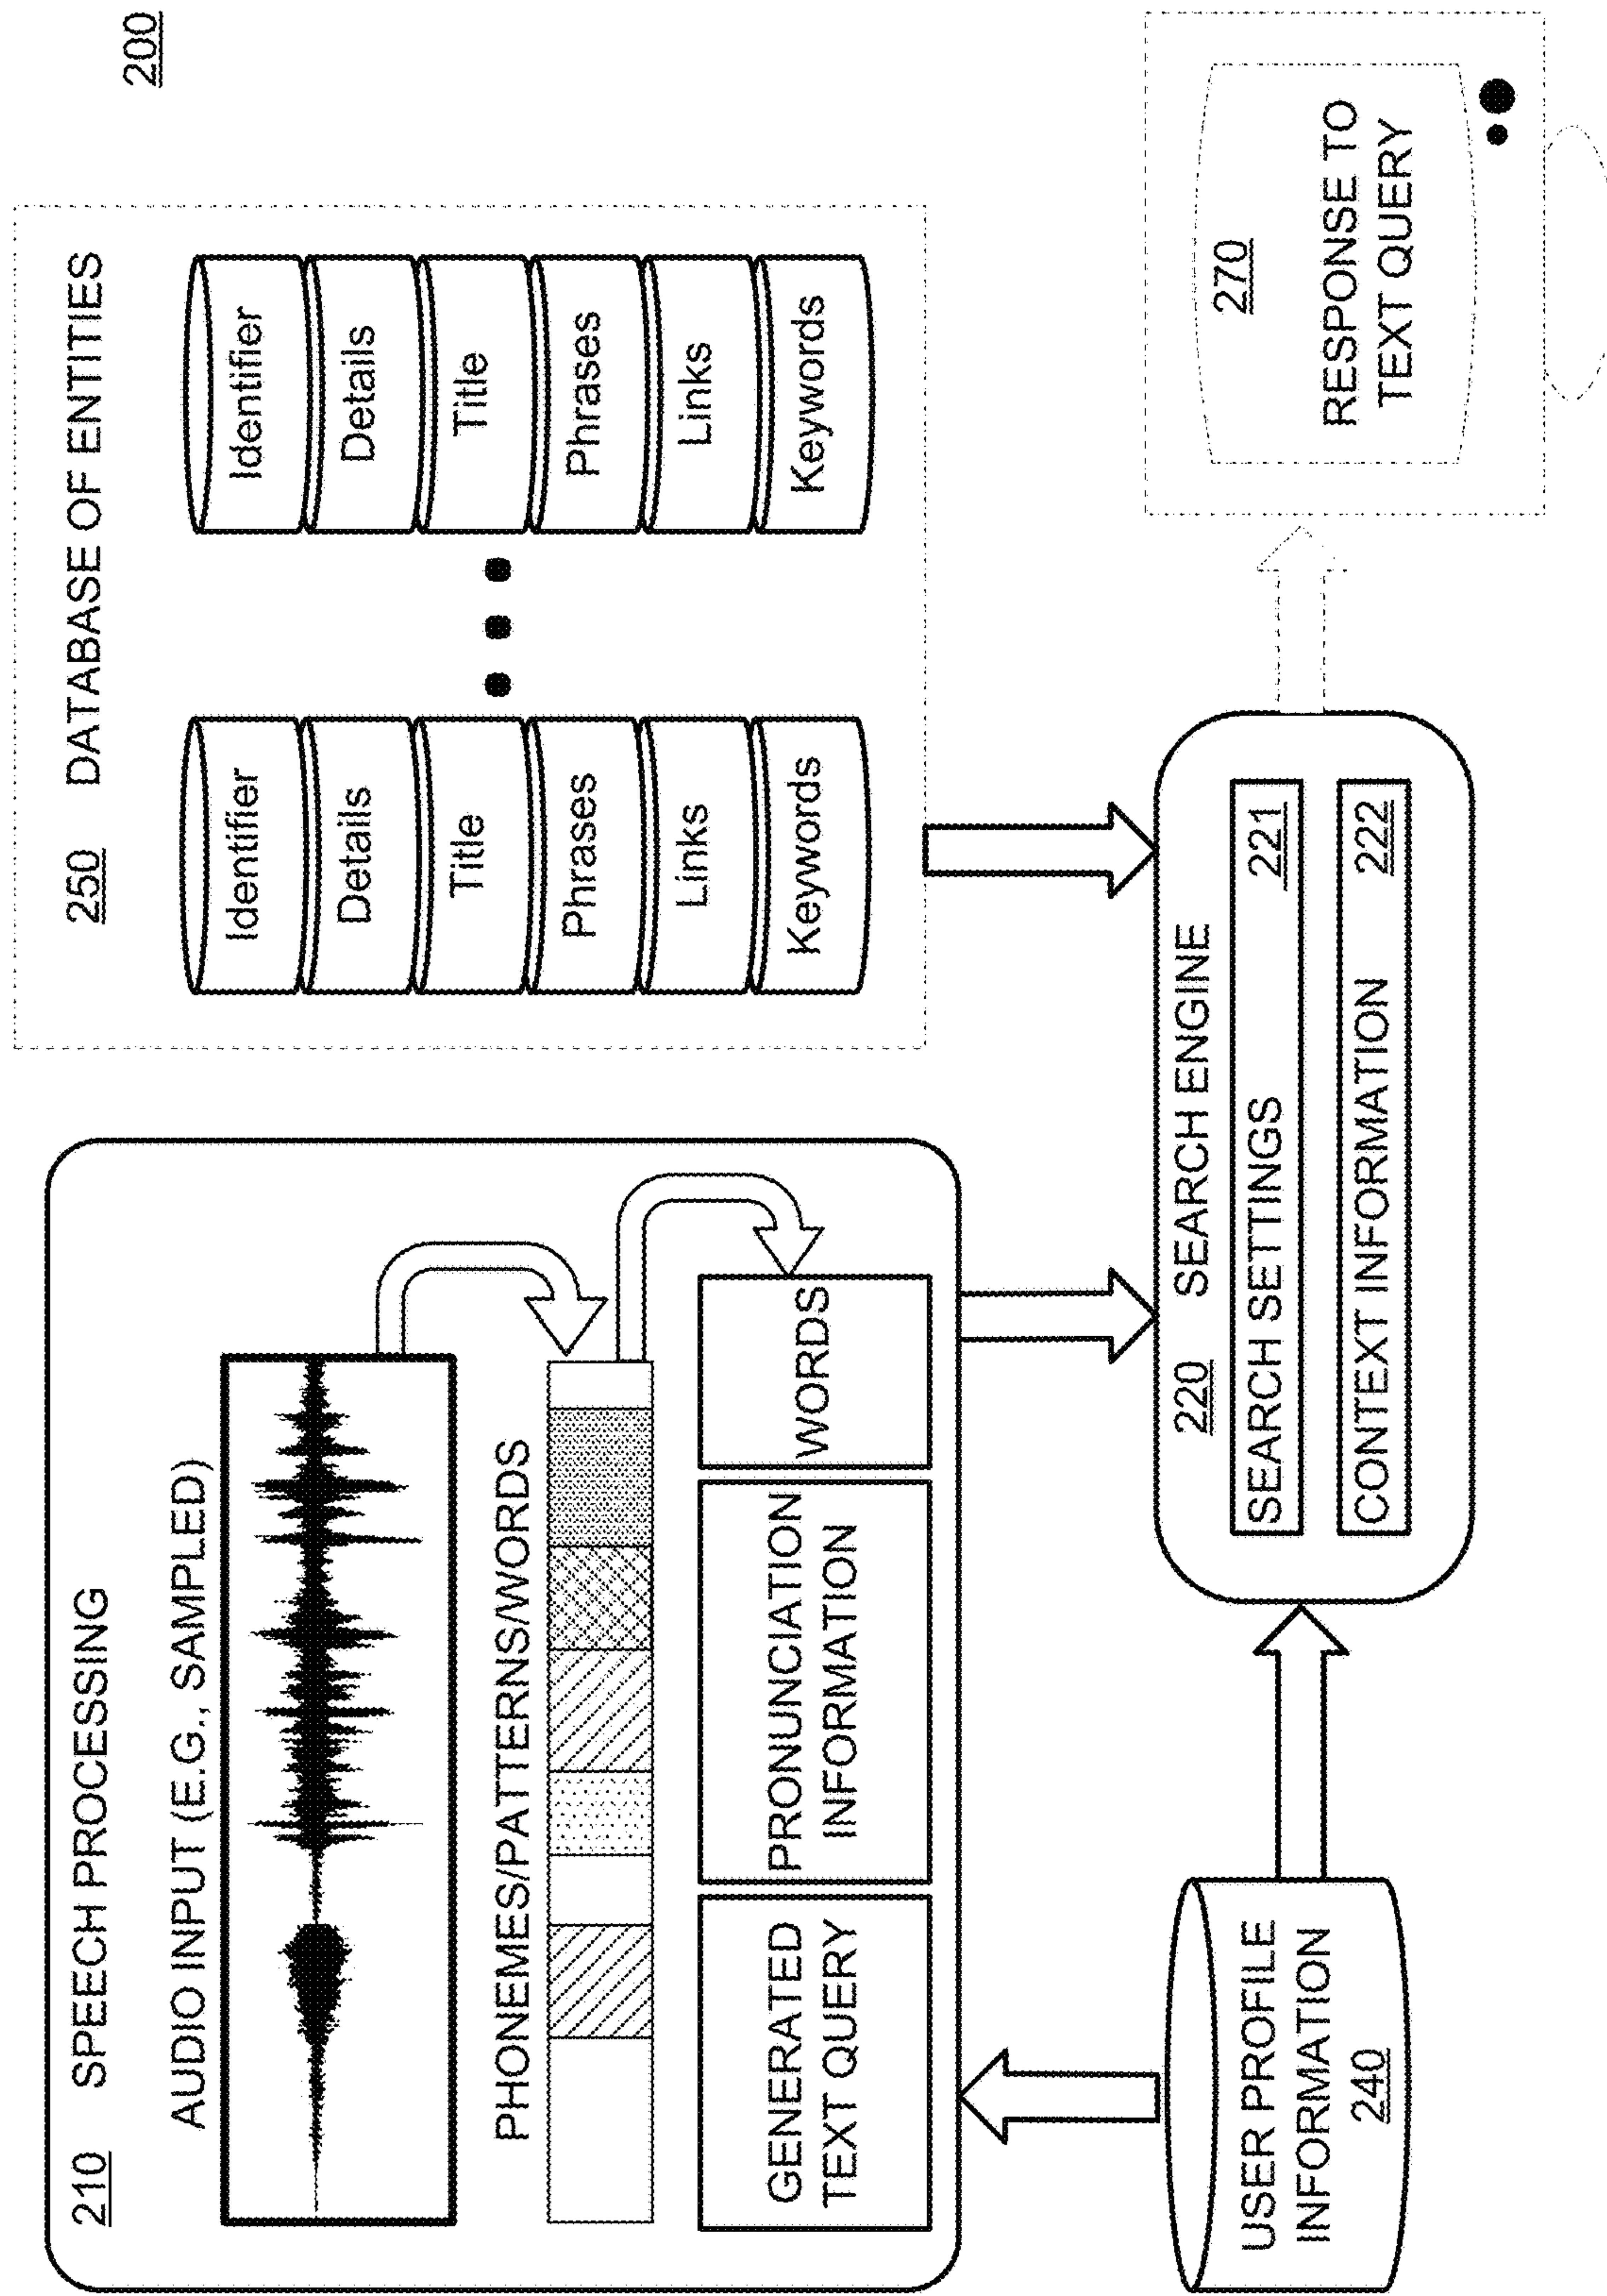 200
210 SPEECH PROCESSING
AUDIO INPUT (E.G., SAMPLED)
PHONEMES/PATTERNS/WORDS
GENERATED
TEXT QUERY
PRONUNCIATION
INFORMATION
WORDS
250 DATABASE OF ENTITIES
Identifier
Details
Title
Phrases
Links
Keywords
Identifier
Details
Title
Phrases
Links
Keywords
USER PROFILE
INFORMATION
240
220 SEARCH ENGINE
SEARCH SETTINGS 221
CONTEXT INFORMATION 222
270
RESPONSE TO
TEXT QUERY